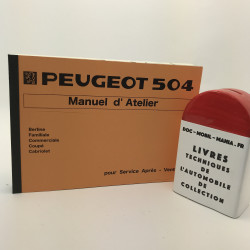 PEUGEOT 504
Manuel d'Atelier
Berline
Familiale
Commerciale
Coupé
Cabriolet
pour Service Après - Vente
DOC - MOBIL - MANIA - FR
LIVRES
TECHNIQUES
DE
L'AUTOMOBILE
DE
COLLECTION